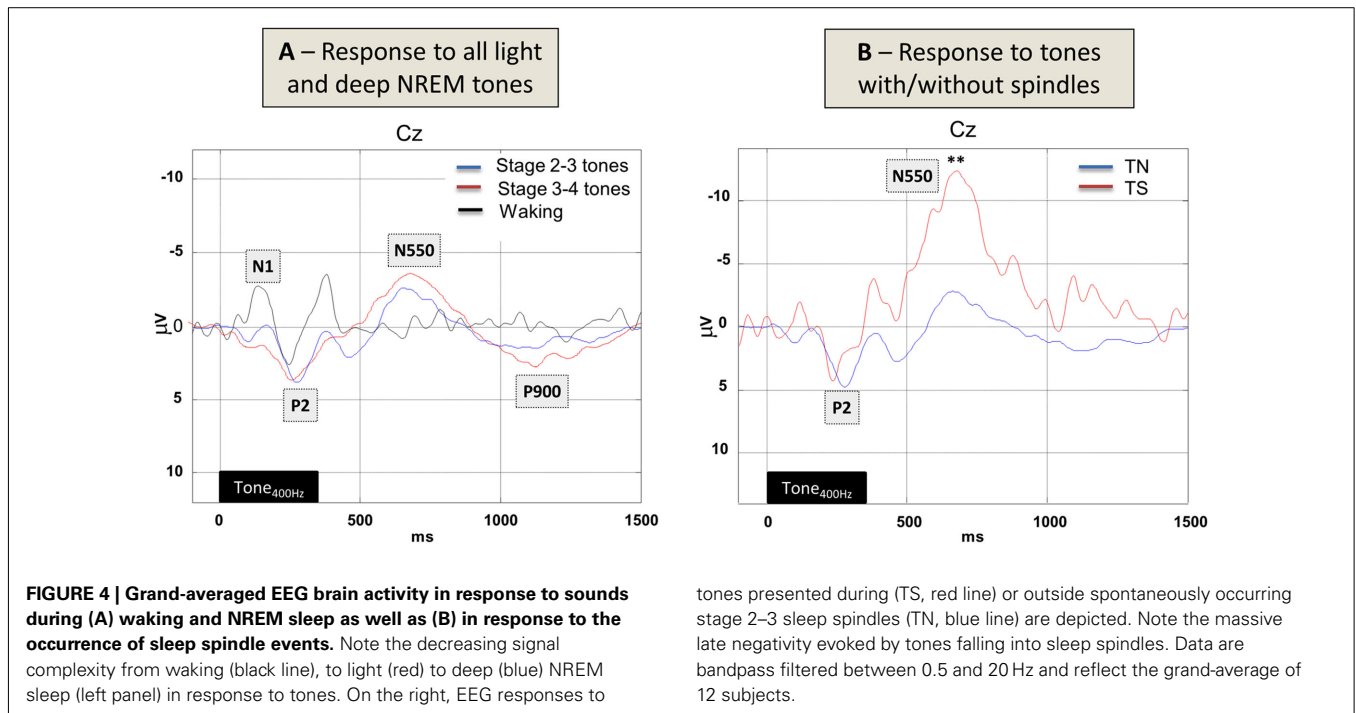 A – Response to all light
and deep NREM tones
Cz
Stage 2-3 tones
Stage 3-4 tones
Waking
-10
-5
0
5
10
µV
N1
N550
P2
P900
Tone400Hz
0
500
1000
1500
ms
B – Response to tones
with/without spindles
Cz
TN
TS
-10
-5
0
5
10
µV
N550
**
P2
Tone400Hz
0
500
1000
1500
ms
FIGURE 4 | Grand-averaged EEG brain activity in response to sounds
during (A) waking and NREM sleep as well as (B) in response to the
occurrence of sleep spindle events. Note the decreasing signal
complexity from waking (black line), to light (red) to deep (blue) NREM
sleep (left panel) in response to tones. On the right, EEG responses to
tones presented during (TS, red line) or outside spontaneously occurring
stage 2–3 sleep spindles (TN, blue line) are depicted. Note the massive
late negativity evoked by tones falling into sleep spindles. Data are
bandpass filtered between 0.5 and 20 Hz and reflect the grand-average of
12 subjects.